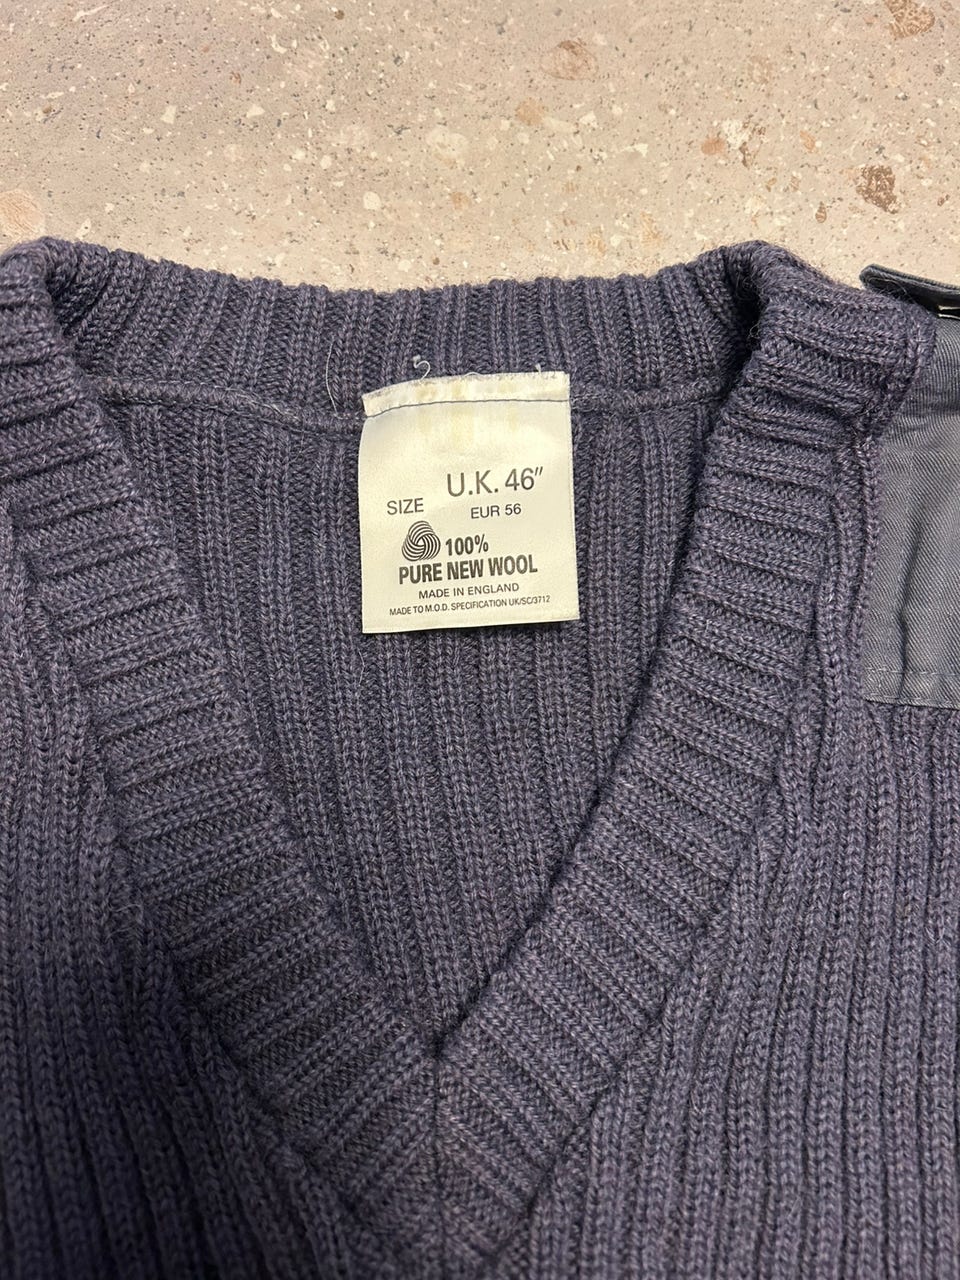 SIZE U.K. 46"
EUR 56
100%
PURE NEW WOOL
MADE IN ENGLAND
MADE TO M.O.D. SPECIFICATION UK/SC/3712